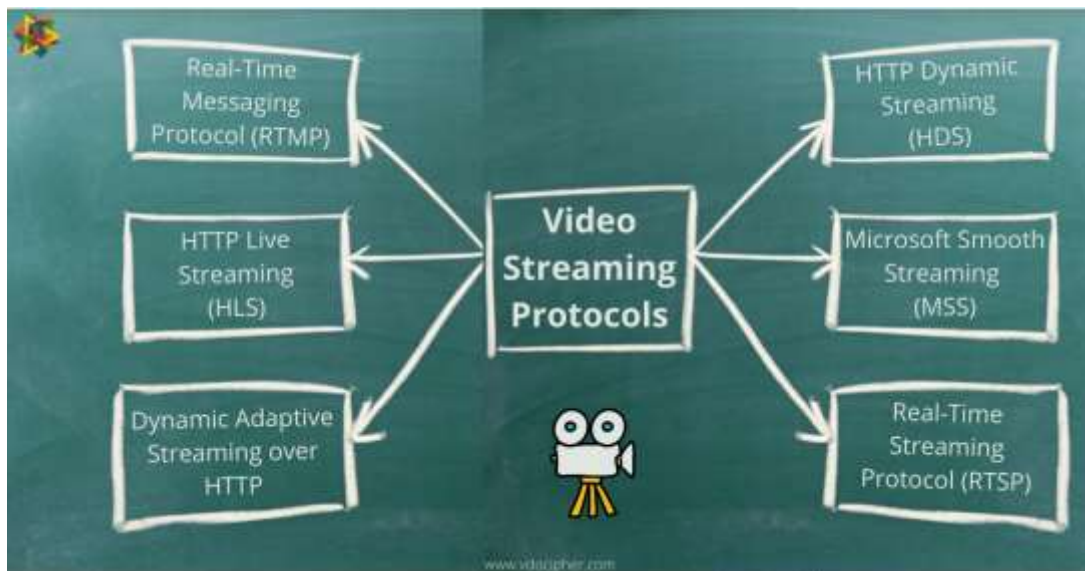 Real-Time
Messaging
Protocol (RTMP)
HTTP Live
Streaming
(HLS)
Dynamic Adaptive
Streaming over
HTTP
Video
Streaming
Protocols
HTTP Dynamic
Streaming
(HDS)
Microsoft Smooth
Streaming
(MSS)
Real-Time
Streaming
Protocol (RTSP)
www.vdocipher.com